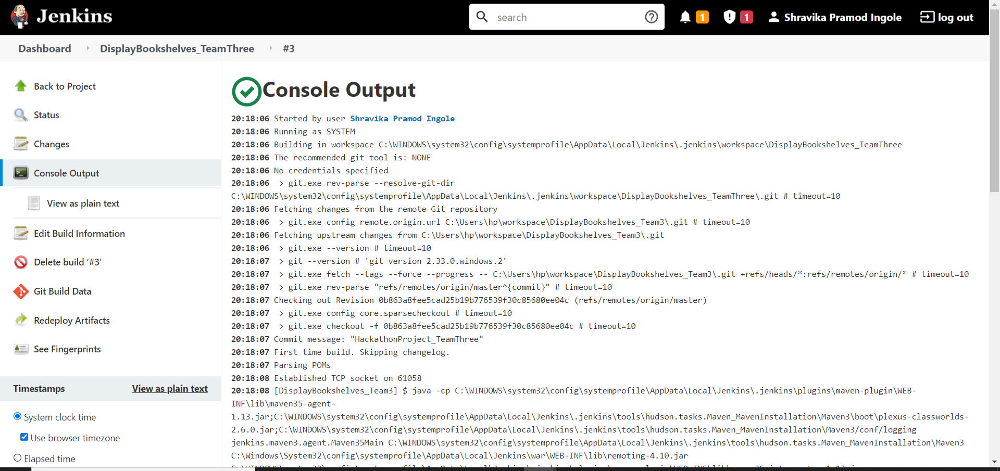 Jenkins
search
1
1
Shravika Pramod Ingole
log out
Dashboard
DisplayBookshelves_TeamThree
#3
Back to Project
Status
Changes
Console Output
View as plain text
Edit Build Information
Delete build ‘#3’
Git Build Data
Redeploy Artifacts
See Fingerprints
Timestamps
View as plain text
System clock time
Use browser timezone
Elapsed time
Console Output
20:18:06 Started by user Shravika Pramod Ingole
20:18:06 Running as SYSTEM
20:18:06 Building in workspace C:\WINDOWS\system32\config\systemprofile\AppData\Local\Jenkins\.jenkins\workspace\DisplayBookshelves_TeamThree
20:18:06 The recommended git tool is: NONE
20:18:06 No credentials specified
20:18:06  > git.exe rev-parse --resolve-git-dir
C:\WINDOWS\system32\config\systemprofile\AppData\Local\Jenkins\.jenkins\workspace\DisplayBookshelves_TeamThree\.git # timeout=10
20:18:06 Fetching changes from the remote Git repository
20:18:06  > git.exe config remote.origin.url C:\Users\hp\workspace\DisplayBookshelves_Team3\.git # timeout=10
20:18:06 Fetching upstream changes from C:\Users\hp\workspace\DisplayBookshelves_Team3\.git
20:18:06  > git.exe --version # timeout=10
20:18:07  > git --version # 'git version 2.33.0.windows.2'
20:18:07  > git.exe fetch --tags --force --progress -- C:\Users\hp\workspace\DisplayBookshelves_Team3\.git +refs/heads/*:refs/remotes/origin/* # timeout=10
20:18:07  > git.exe rev-parse "refs/remotes/origin/master^{commit}" # timeout=10
20:18:07 Checking out Revision 0b863a8fee5cad25b19b776539f30c85680ee04c (refs/remotes/origin/master)
20:18:07  > git.exe config core.sparsecheckout # timeout=10
20:18:07  > git.exe checkout -f 0b863a8fee5cad25b19b776539f30c85680ee04c # timeout=10
20:18:07 Commit message: "HackathonProject_TeamThree"
20:18:07 First time build. Skipping changelog.
20:18:07 Parsing POMs
20:18:08 Established TCP socket on 61058
20:18:08 [DisplayBookshelves_Team3] $ java -cp C:\WINDOWS\system32\config\systemprofile\AppData\Local\Jenkins\.jenkins\plugins\maven-plugin\WEB-
INF\lib\maven35-agent-
1.13.jar;C:\WINDOWS\system32\config\systemprofile\AppData\Local\Jenkins\.jenkins\tools\hudson.tasks.Maven_MavenInstallation\Maven3\boot\plexus-classworlds-
2.6.0.jar;C:\WINDOWS\system32\config\systemprofile\AppData\Local\Jenkins\.jenkins\tools\hudson.tasks.Maven_MavenInstallation\Maven3/conf/logging
jenkins.maven3.agent.Maven35Main C:\WINDOWS\system32\config\systemprofile\AppData\Local\Jenkins\.jenkins\tools\hudson.tasks.Maven_MavenInstallation\Maven3
C:\Windows\System32\config\systemprofile\AppData\Local\Jenkins\war\WEB-INF\lib\remoting-4.10.jar